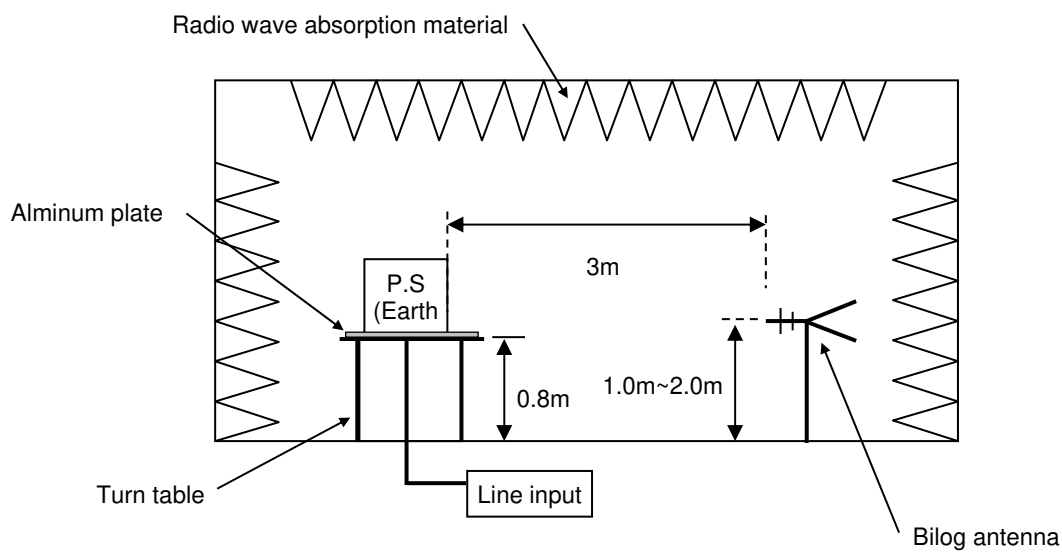 Radio wave absorption material
Alminum plate
3m
P.S
(Earth
0.8m
1.0m~2.0m
Turn table
Line input
Bilog antenna